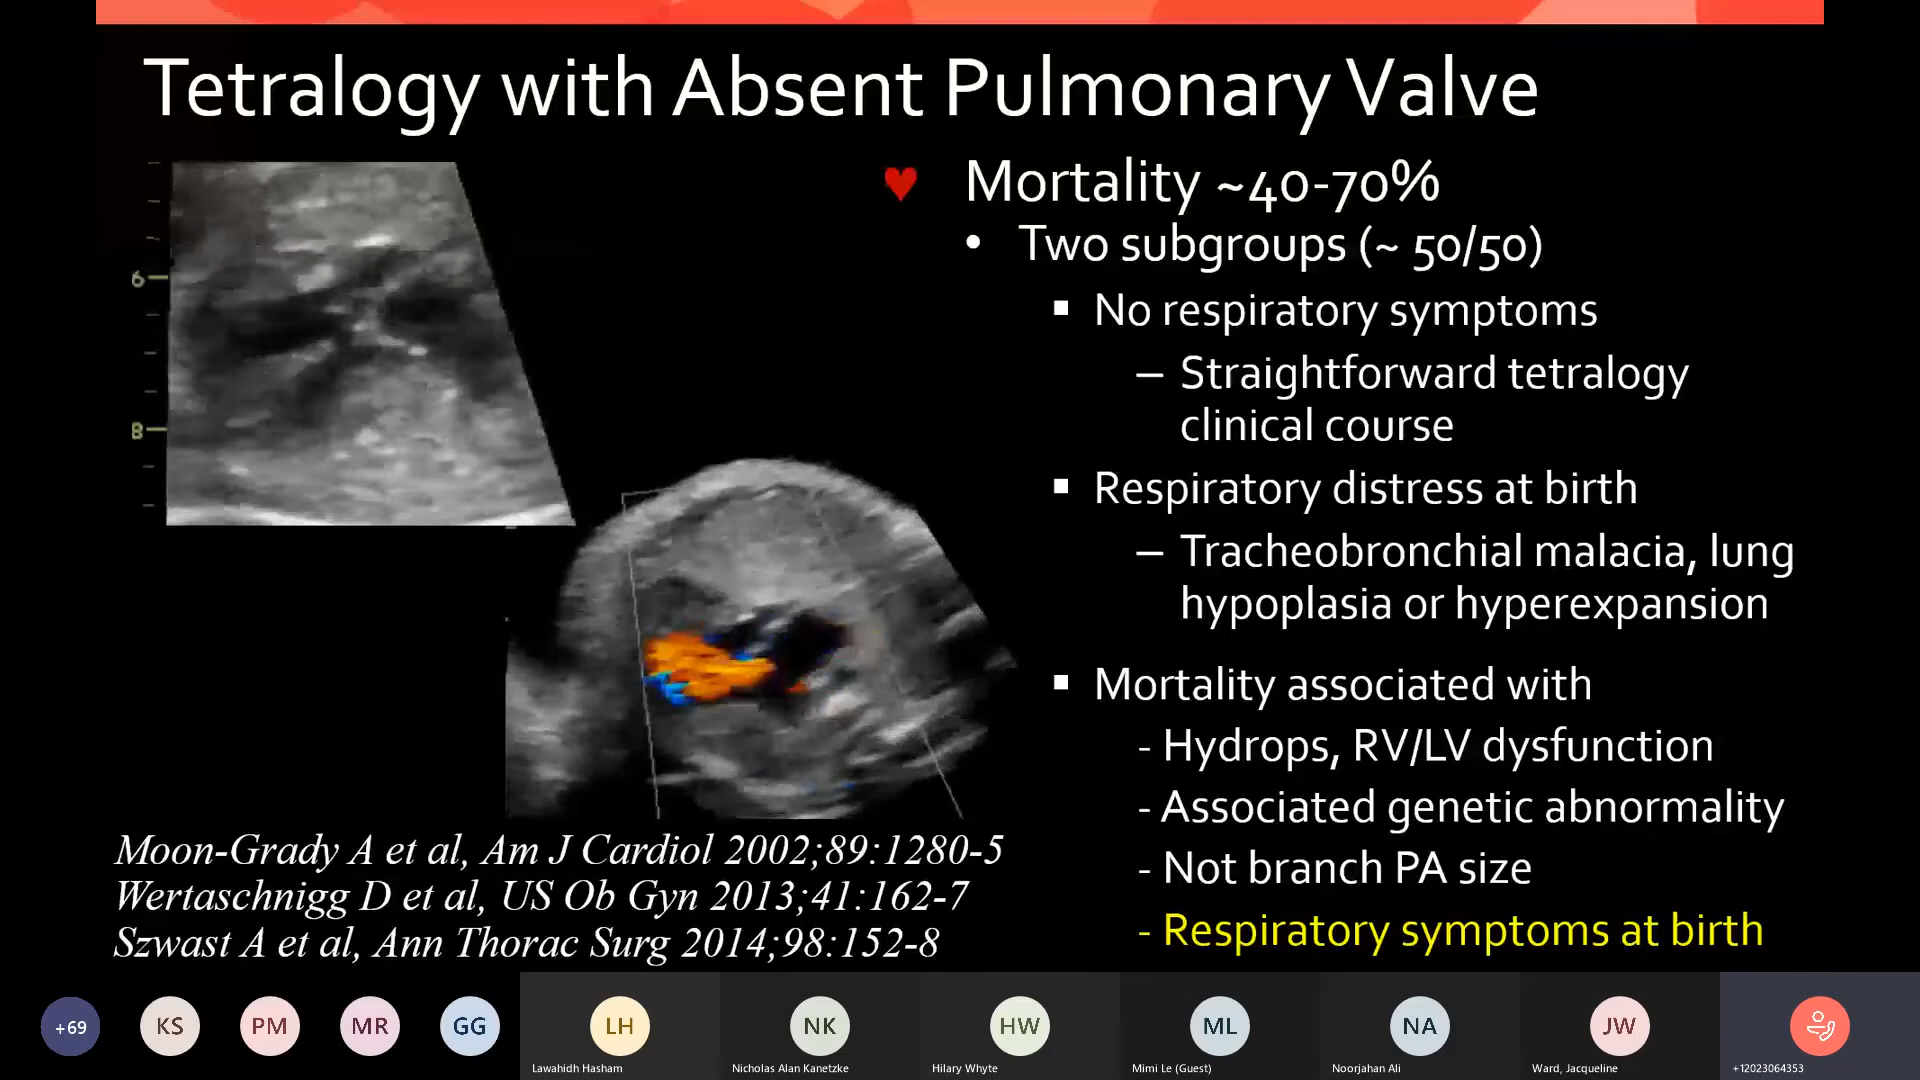 Tetralogy with Absent Pulmonary Valve
♥ Mortality ~40-70%
• Two subgroups (~ 50/50)
▪ No respiratory symptoms
– Straightforward tetralogy
clinical course
▪ Respiratory distress at birth
– Tracheobronchial malacia, lung
hypoplasia or hyperexpansion
▪ Mortality associated with
- Hydrops, RV/LV dysfunction
- Associated genetic abnormality
- Not branch PA size
- Respiratory symptoms at birth
6
8
Moon-Grady A et al, Am J Cardiol 2002;89:1280-5
Wertaschnigg D et al, US Ob Gyn 2013;41:162-7
Szwast A et al, Ann Thorac Surg 2014;98:152-8
+69 KS PM MR GG LH NK HW ML NA JW
Lawahidh Hasham Nicholas Alan Kanetzke Hilary Whyte Mimi Le (Guest) Noorjahan Ali Ward, Jacqueline +12023064353